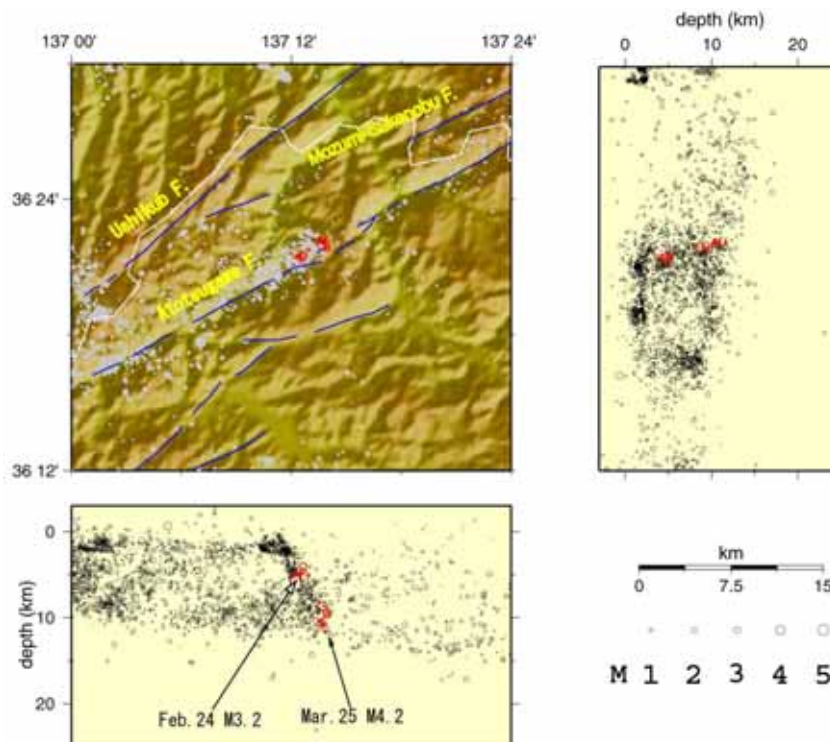 137 00'
137 12'
137 24'
depth (km)
0
10
20
36 24'
36 12'
Ushikub F.
Mozumi-Sukenobu F.
Atotsugawa F.
0
10
20
depth (km)
Feb. 24 M3.2
Mar. 25 M4.2
km
0
7.5
15
M 1 2 3 4 5